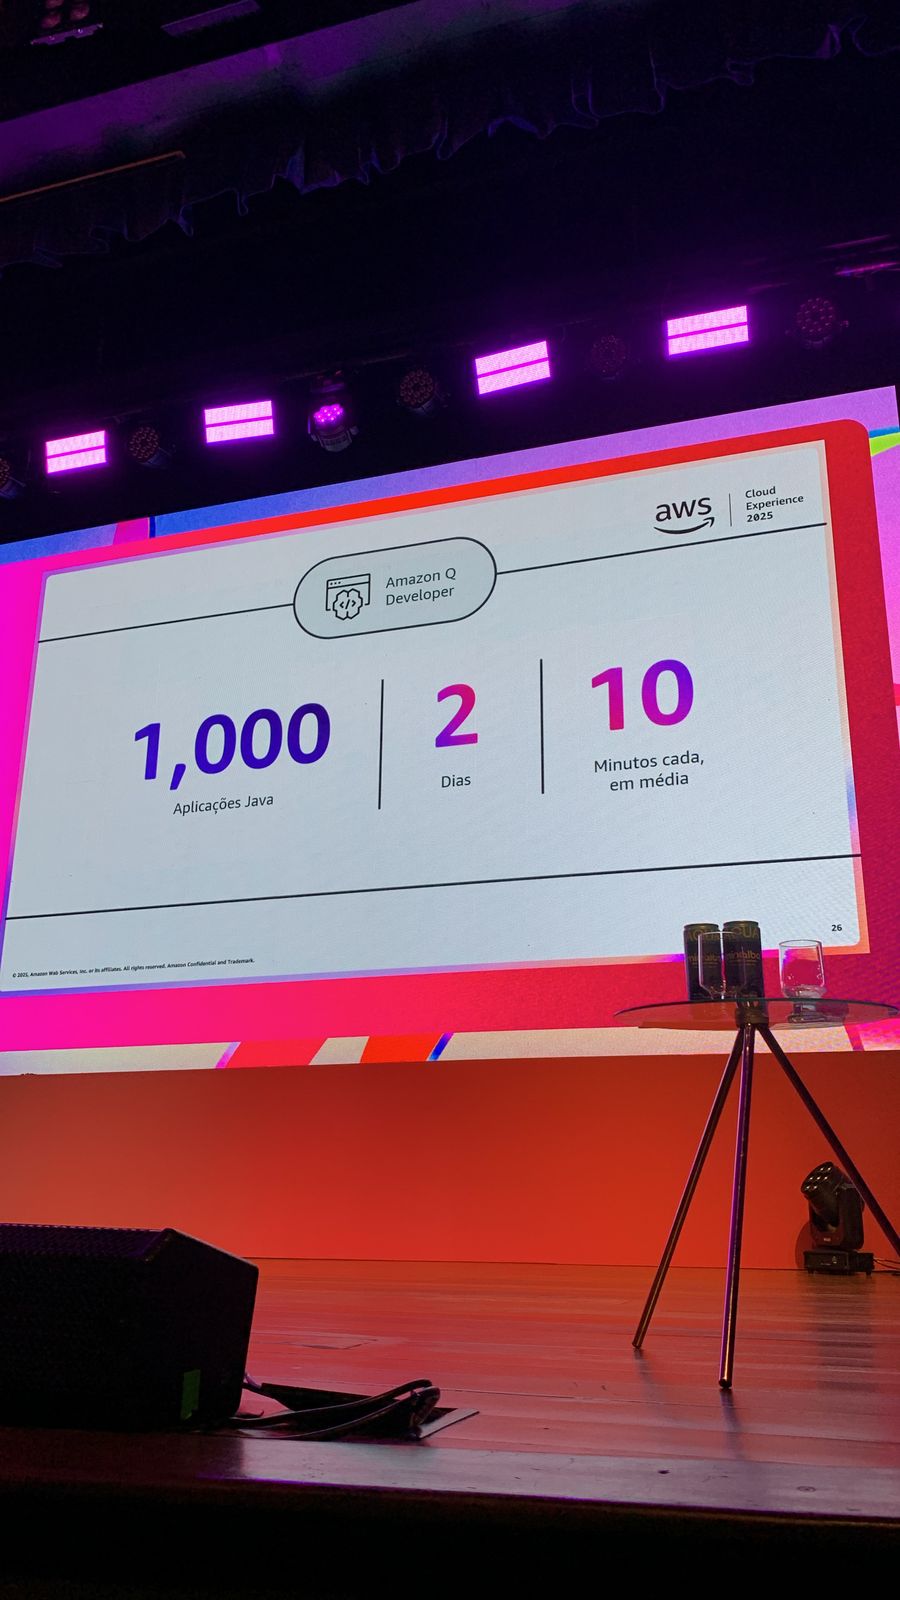 aws
Cloud
Experience
2025
Amazon Q
Developer
1,000
Aplicações Java
2
Dias
10
Minutos cada,
em média
26
© 2025, Amazon Web Services, Inc. or its affiliates. All rights reserved. Amazon Confidential and Trademark.